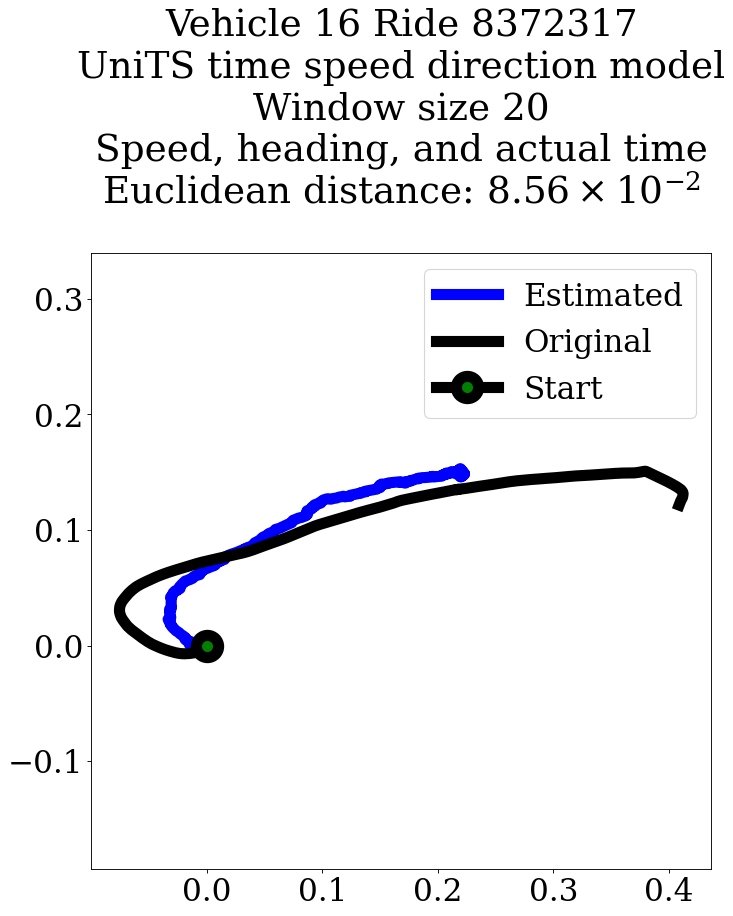 Vehicle 16 Ride 8372317
UniTS time speed direction model
Window size 20
Speed, heading, and actual time
Euclidean distance: 8.56 × 10⁻²
Estimated
Original
Start
0.3
0.2
0.1
0.0
−0.1
0.0 0.1 0.2 0.3 0.4